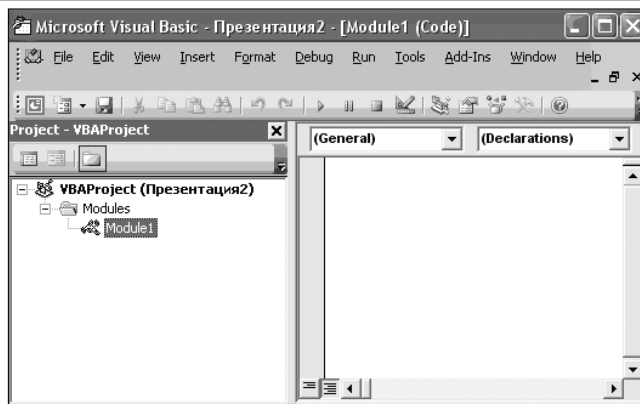 Microsoft Visual Basic - Презентация2 - [Module1 (Code)]
File Edit View Insert Format Debug Run Tools Add-Ins Window Help
Project - VBAProject
(General) (Declarations)
VBAProject (Презентация2)
Modules
Module1